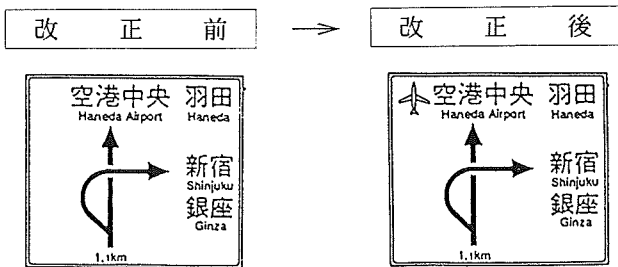 改正前 → 改正後
空港中央 羽田
Haneda Airport Haneda
新宿
Shinjuku
銀座
Ginza
1.1km
空港中央 羽田
Haneda Airport Haneda
新宿
Shinjuku
銀座
Ginza
1.1km